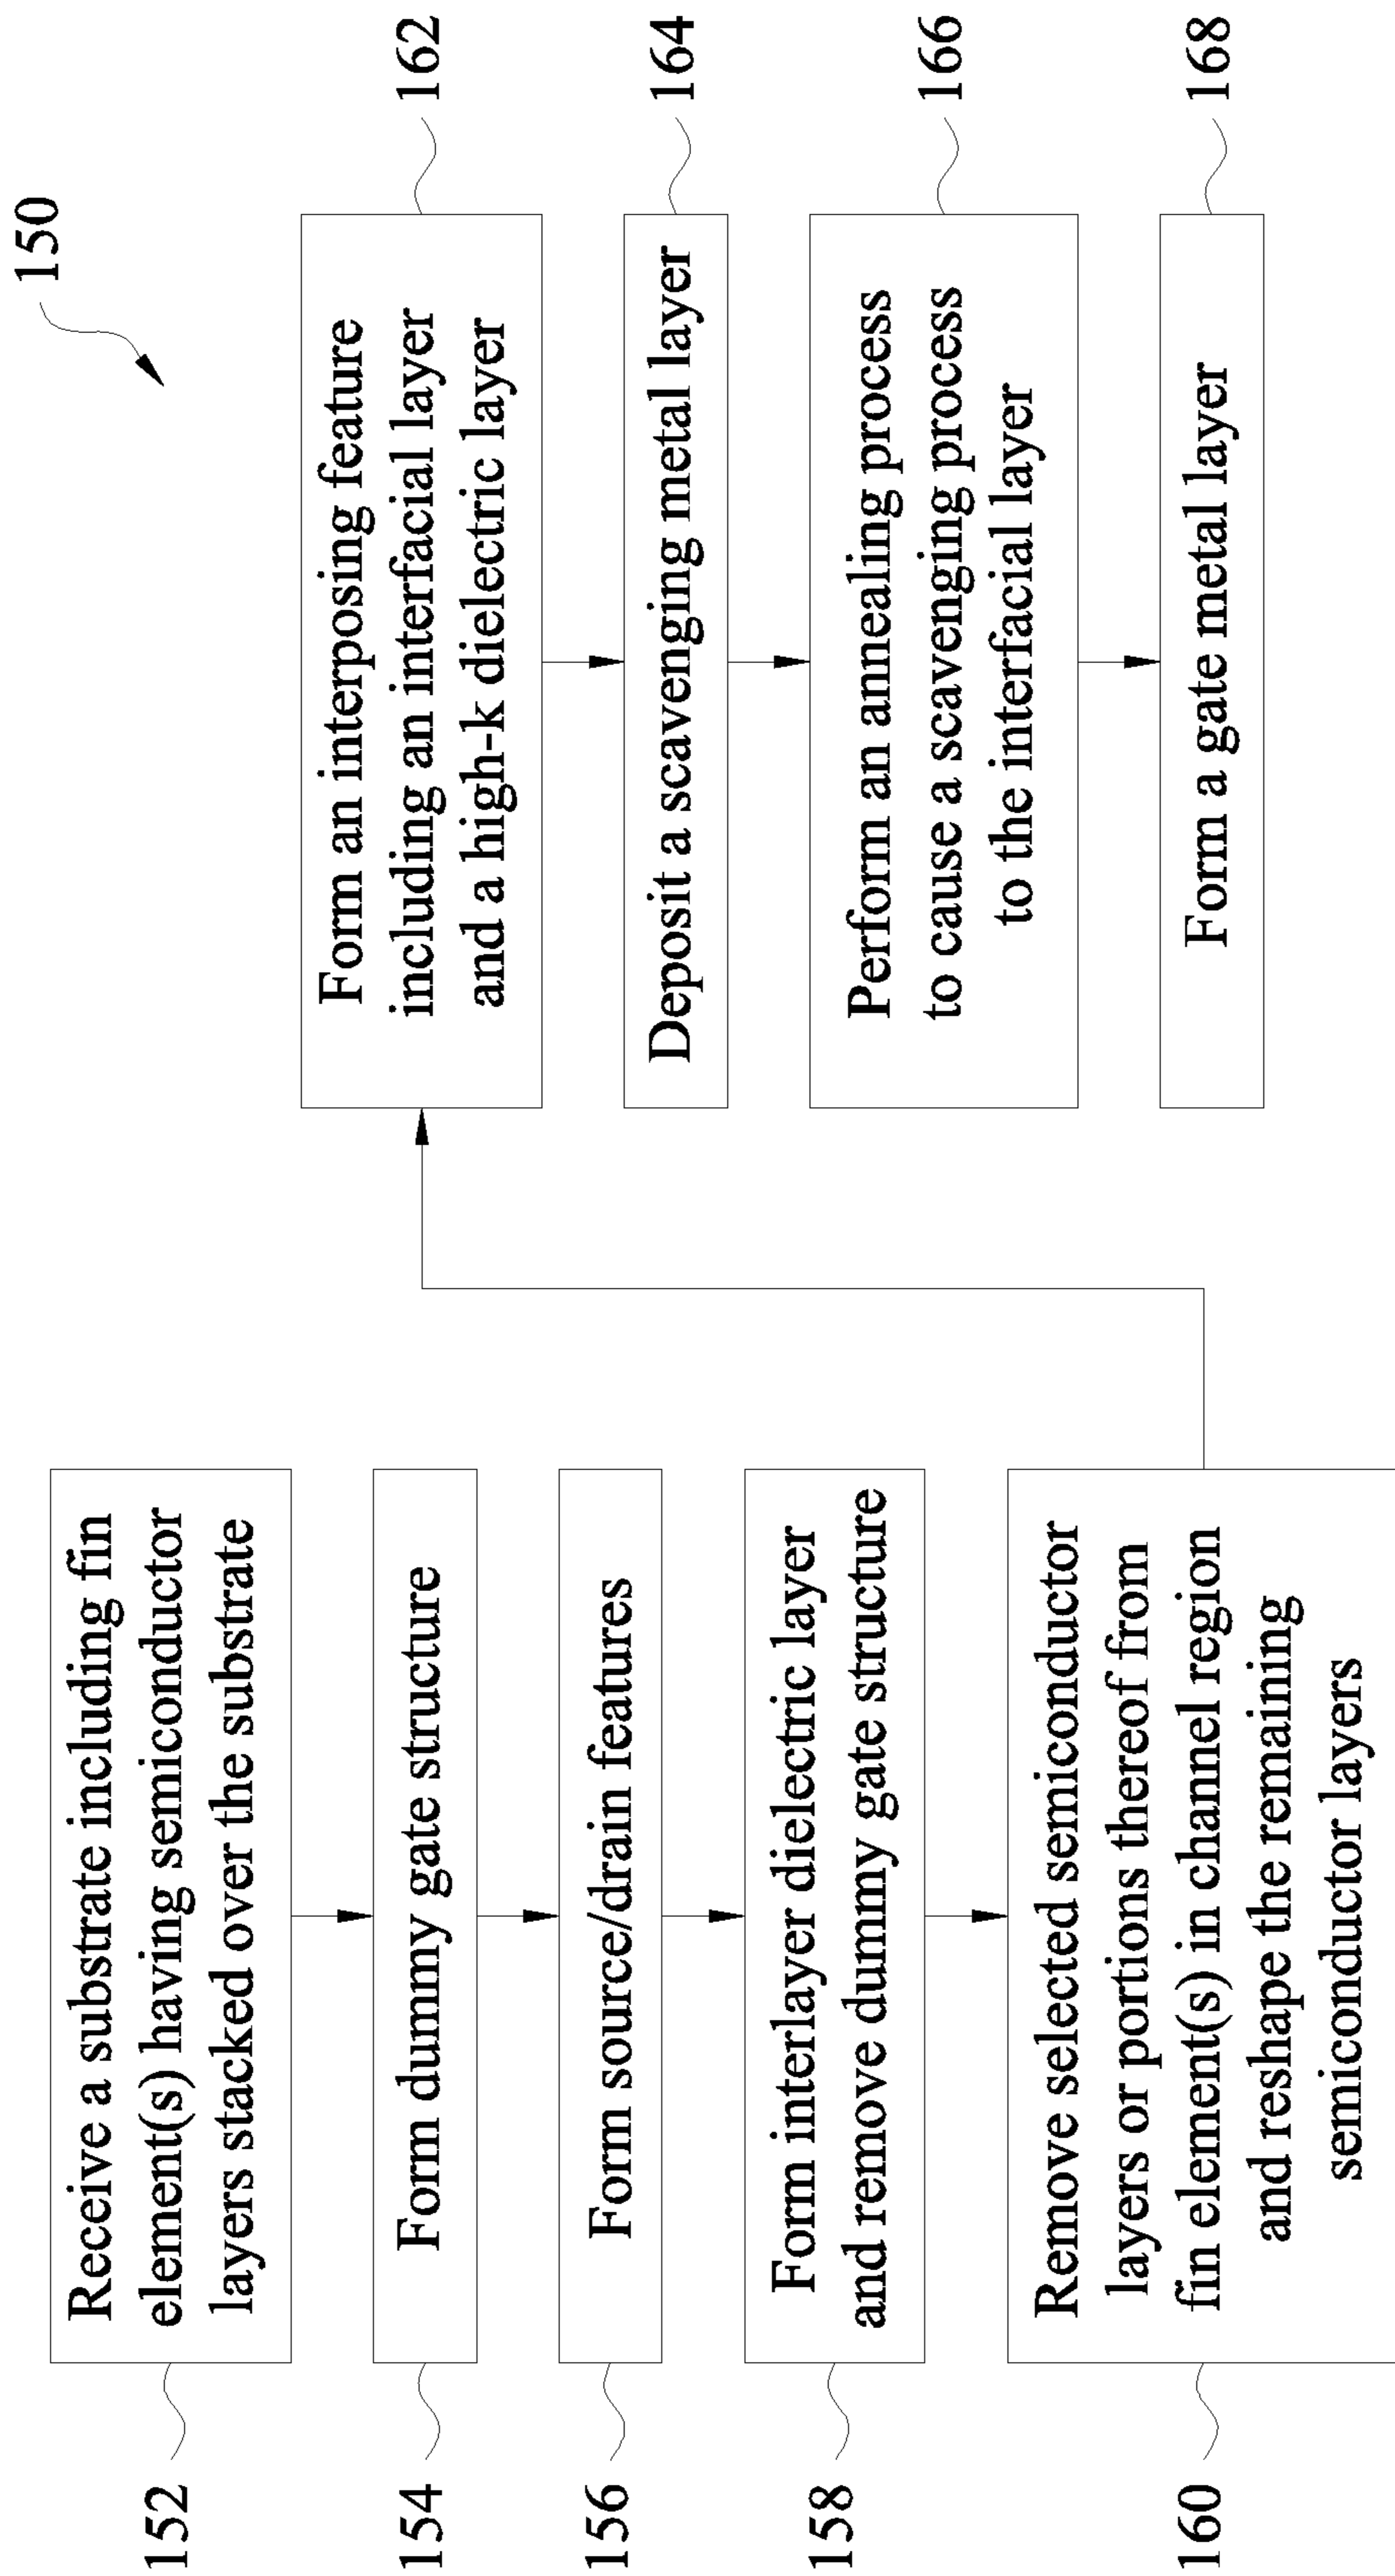 150
152
Receive a substrate including fin
element(s) having semiconductor
layers stacked over the substrate
154
Form dummy gate structure
156
Form source/drain features
158
Form interlayer dielectric layer
and remove dummy gate structure
160
Remove selected semiconductor
layers or portions thereof from
fin element(s) in channel region
and reshape the remaining
semiconductor layers
Form an interposing feature
including an interfacial layer
and a high-k dielectric layer
162
Deposit a scavenging metal layer
164
Perform an annealing process
to cause a scavenging process
to the interfacial layer
166
Form a gate metal layer
168